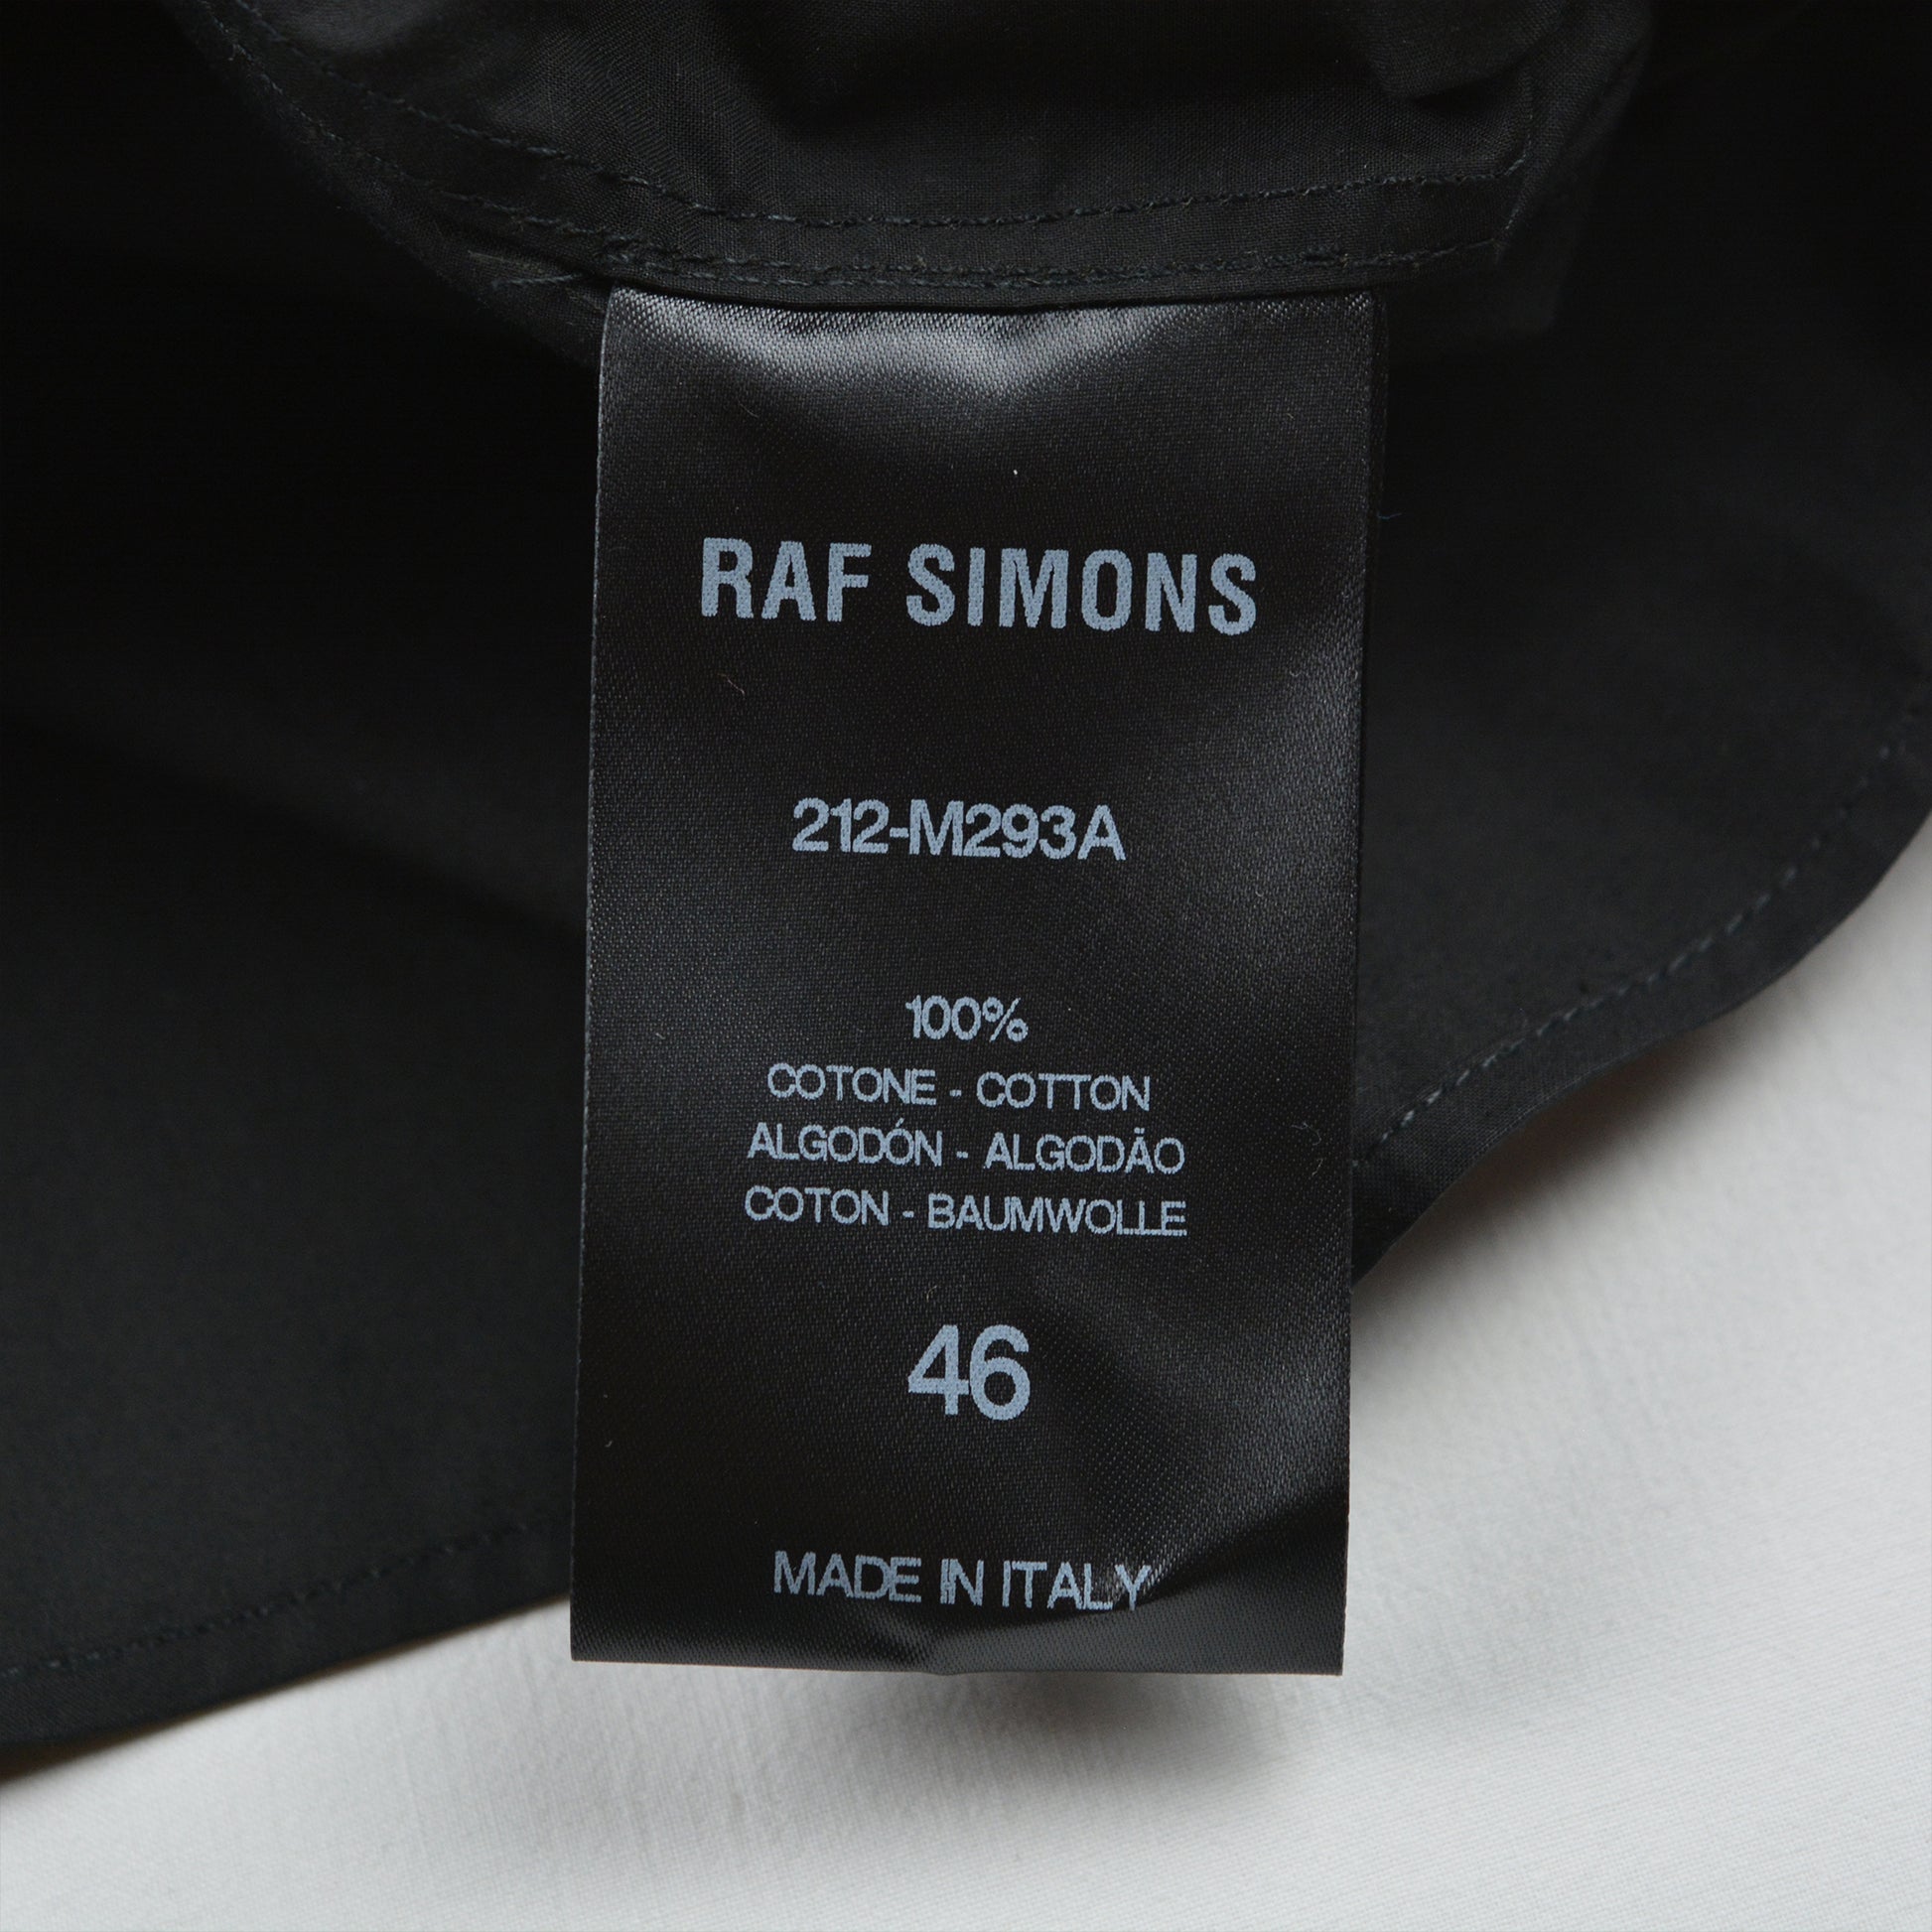 RAF SIMONS
212-M293A
100%
COTONE - COTTON
ALGODÓN - ALGODÃO
COTON - BAUMWOLLE
46
MADE IN ITALY